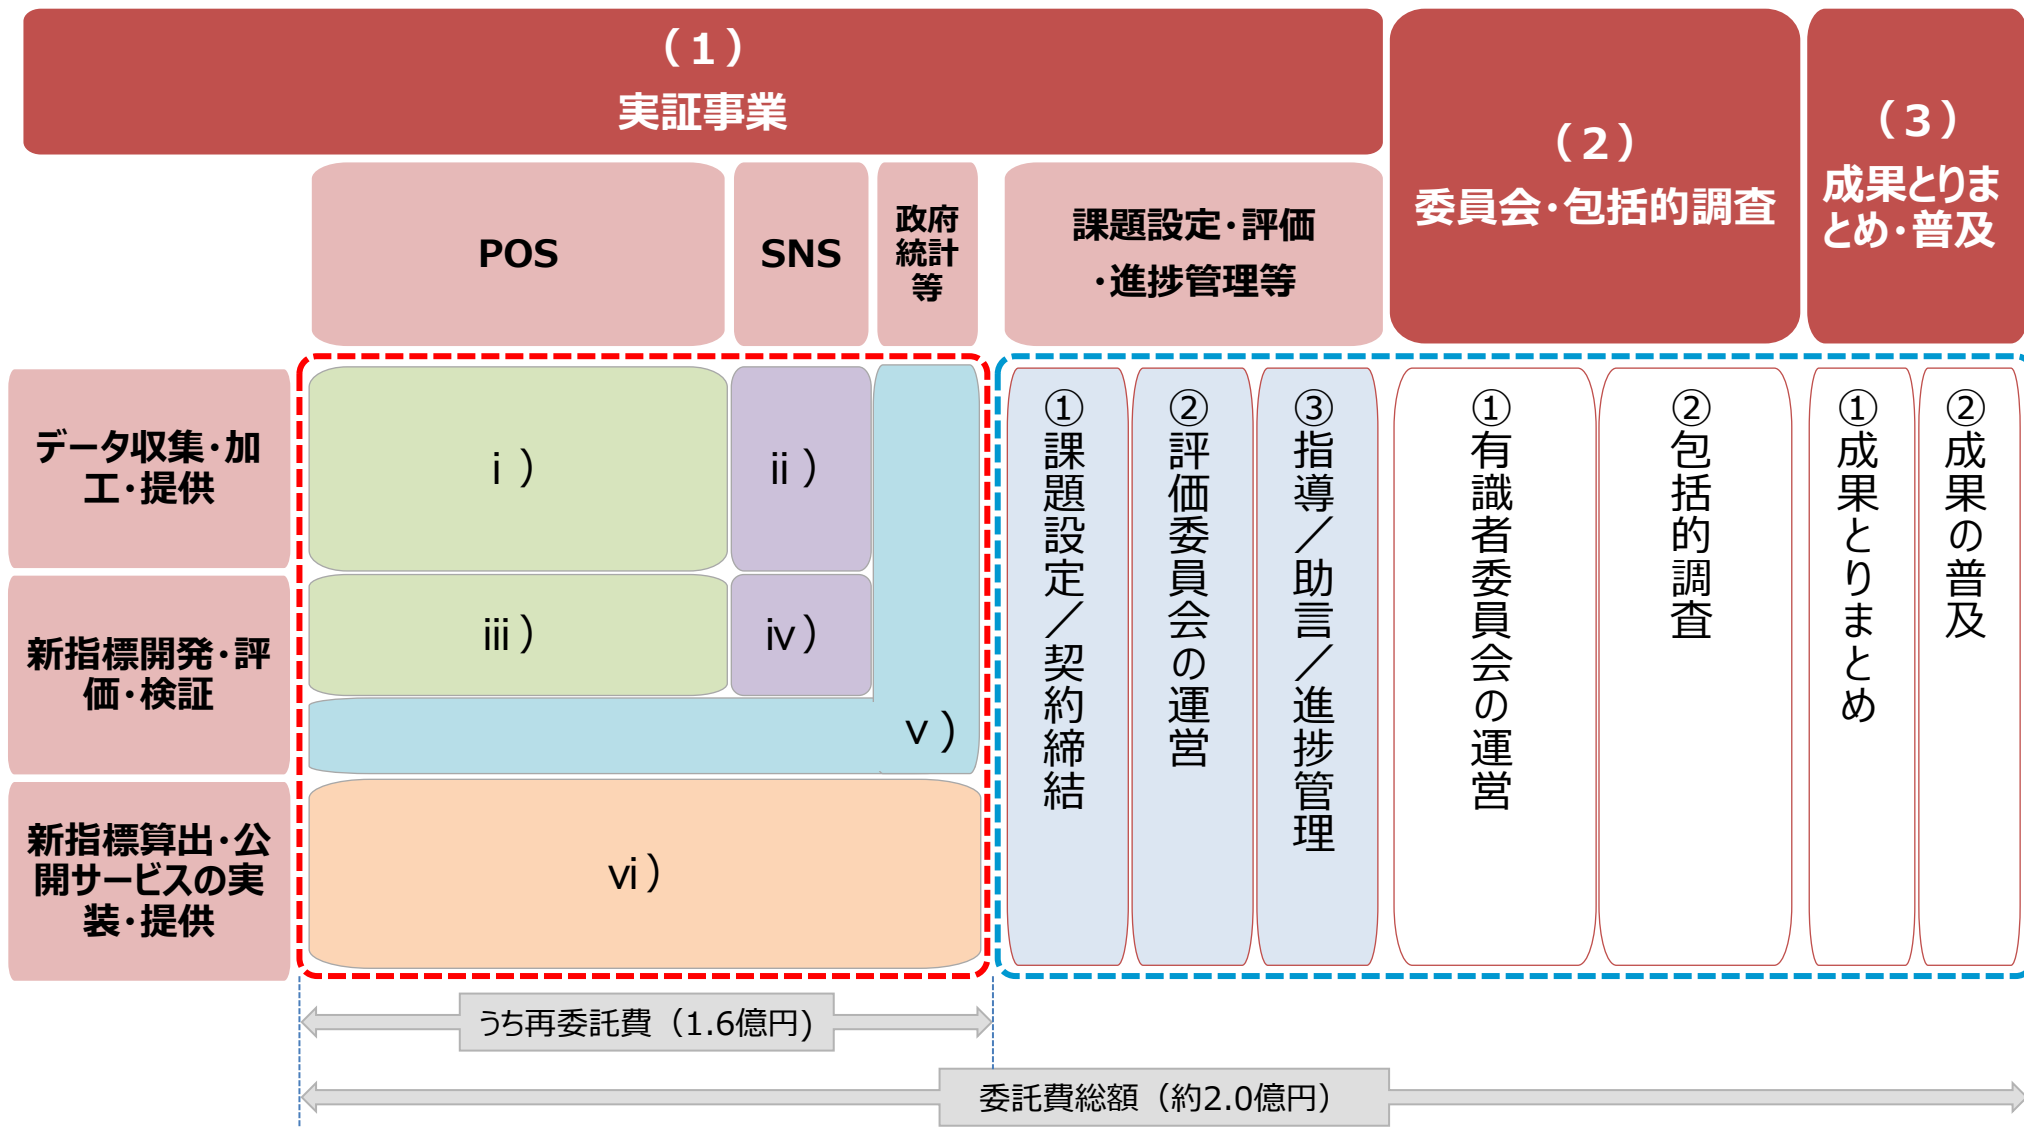 （１）
実証事業
（２）
委員会・包括的調査
（３）
成果とりま
とめ・普及
POS
SNS
政府
統計
等
課題設定・評価
・進捗管理等
データ収集・加
工・提供
新指標開発・評
価・検証
新指標算出・公
開サービスの実
装・提供
ⅰ）
ⅱ）
ⅲ）
ⅳ）
ⅴ）
ⅵ）
①課題設定／契約締結
②評価委員会の運営
③指導／助言／進捗管理
①有識者委員会の運営
②包括的調査
①成果とりまとめ
②成果の普及
うち再委託費（1.6億円)
委託費総額（約2.0億円）